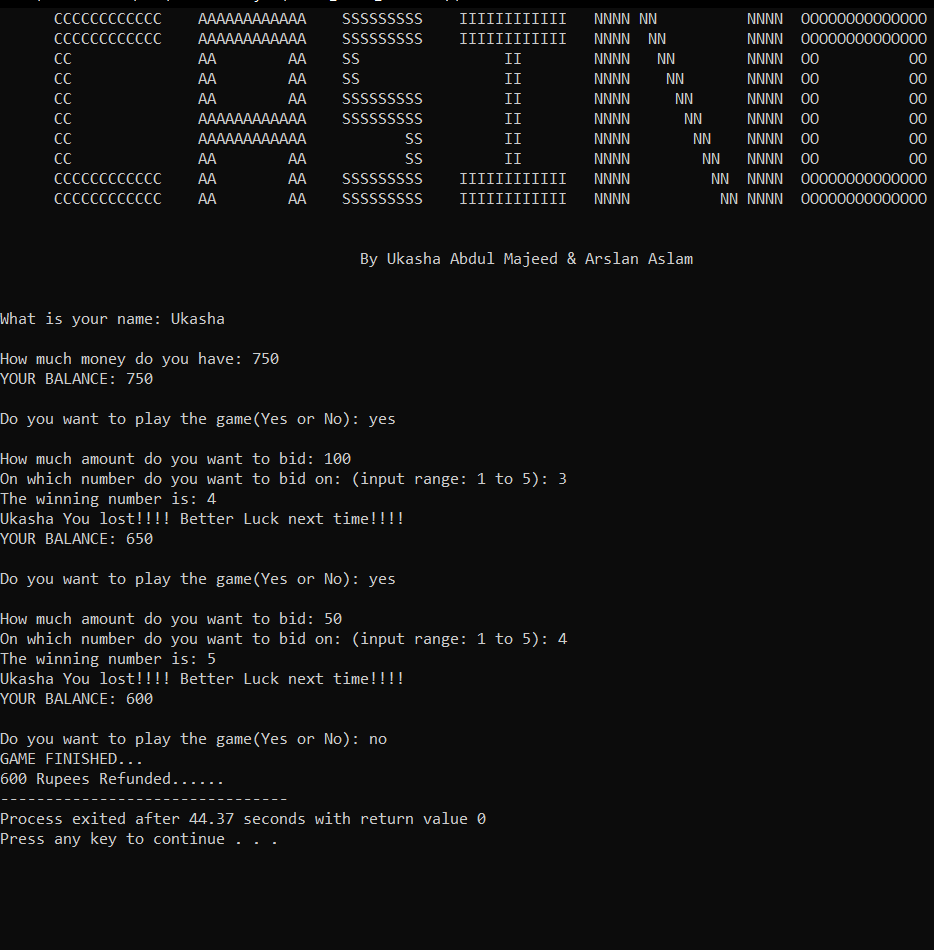 CCCCCCCCCCCC    AAAAAAAAAAAA    SSSSSSSSS    IIIIIIIIIIII   NNNN NN          NNNN  OOOOOOOOOOOOOO
CCCCCCCCCCCC    AAAAAAAAAAAA    SSSSSSSSS    IIIIIIIIIIII   NNNN  NN         NNNN  OOOOOOOOOOOOOO
CC              AA        AA    SS                II        NNNN   NN        NNNN  OO          OO
CC              AA        AA    SS                II        NNNN    NN       NNNN  OO          OO
CC              AA        AA    SSSSSSSSS         II        NNNN     NN      NNNN  OO          OO
CC              AAAAAAAAAAAA    SSSSSSSSS         II        NNNN      NN     NNNN  OO          OO
CC              AAAAAAAAAAAA           SS         II        NNNN       NN    NNNN  OO          OO
CC              AA        AA           SS         II        NNNN        NN   NNNN  OO          OO
CCCCCCCCCCCC    AA        AA    SSSSSSSSS    IIIIIIIIIIII   NNNN         NN  NNNN  OOOOOOOOOOOOOO
CCCCCCCCCCCC    AA        AA    SSSSSSSSS    IIIIIIIIIIII   NNNN          NN NNNN  OOOOOOOOOOOOOO
By Ukasha Abdul Majeed & Arslan Aslam
What is your name: Ukasha
How much money do you have: 750
YOUR BALANCE: 750
Do you want to play the game(Yes or No): yes
How much amount do you want to bid: 100
On which number do you want to bid on: (input range: 1 to 5): 3
The winning number is: 4
Ukasha You lost!!!! Better Luck next time!!!!
YOUR BALANCE: 650
Do you want to play the game(Yes or No): yes
How much amount do you want to bid: 50
On which number do you want to bid on: (input range: 1 to 5): 4
The winning number is: 5
Ukasha You lost!!!! Better Luck next time!!!!
YOUR BALANCE: 600
Do you want to play the game(Yes or No): no
GAME FINISHED...
600 Rupees Refunded......
--------------------------------
Process exited after 44.37 seconds with return value 0
Press any key to continue . . .